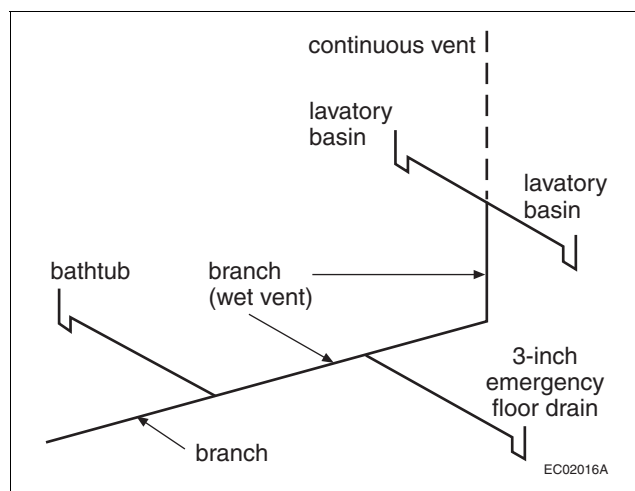 continuous vent
lavatory
basin
lavatory
basin
bathtub
branch
(wet vent)
3-inch
emergency
floor drain
branch
EC02016A